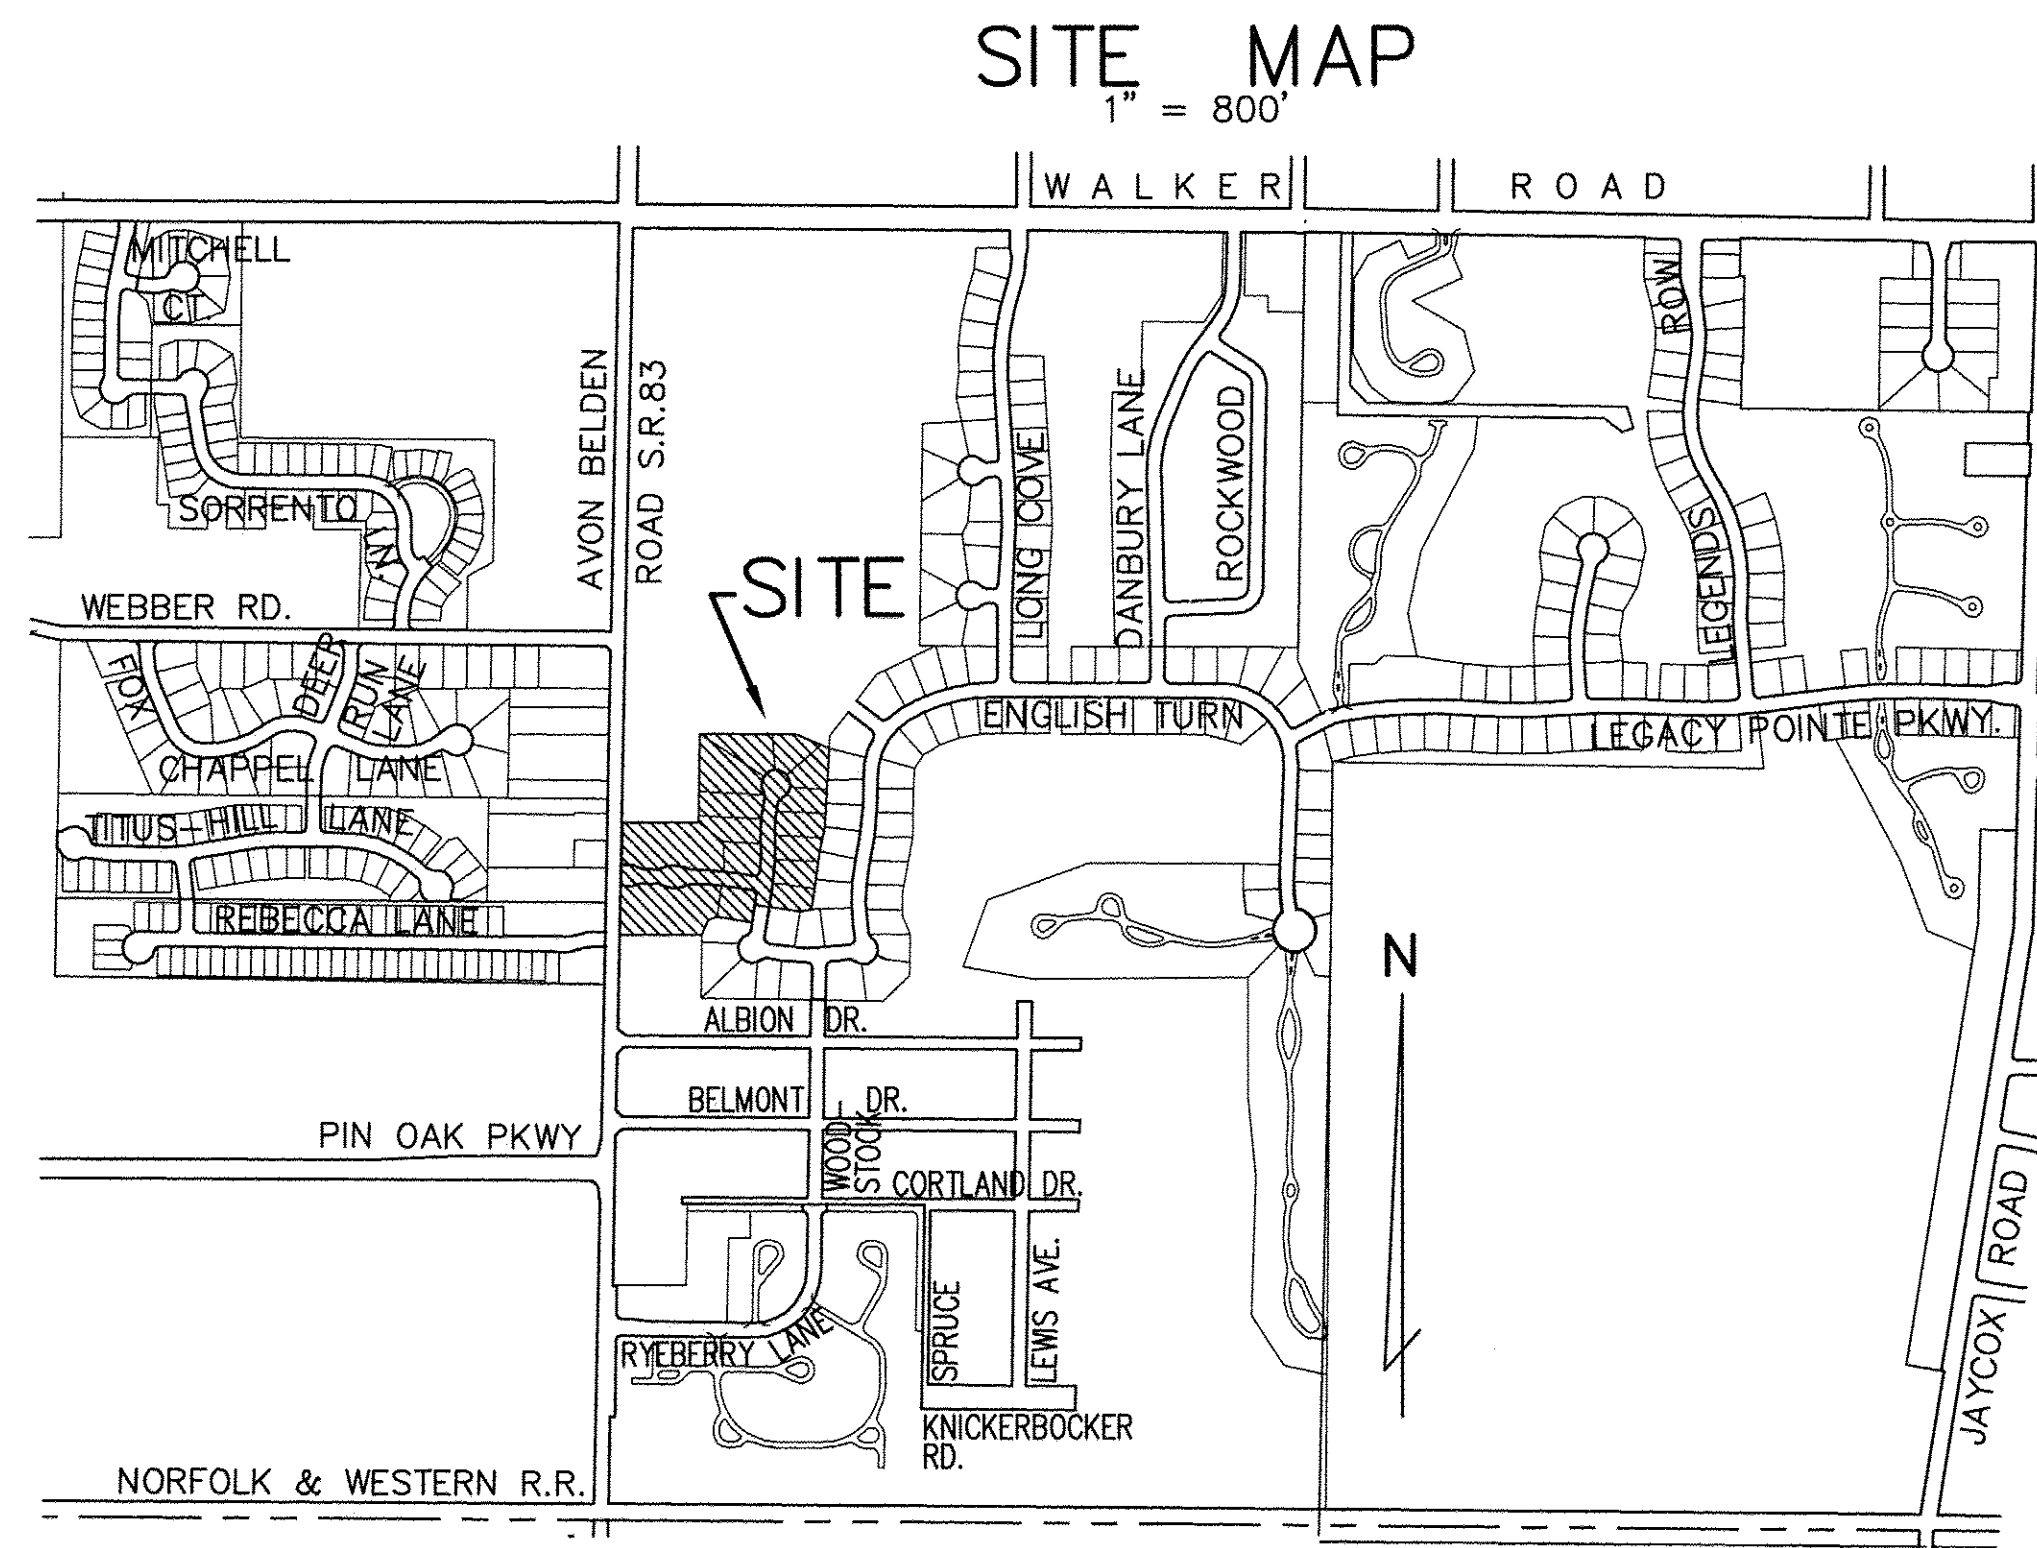 SITE MAP
1" = 800'
WALKER ROAD
MITCHELL
CT.
ROW
AVON BELDEN
ROAD S.R.83
DANBURY LANE
ROCKWOOD
LONG COVE
SORRENTO
LN.
LEGENDS
SITE
WEBBER RD.
FOX
DEER
RUN
LANE
ENGLISH TURN
LEGACY POINTE PKWY.
CHAPPEL LANE
TITUS-HILL LANE
REBECCA LANE
N
ALBION DR.
BELMONT DR.
PIN OAK PKWY
WOOD-
STOCK
CORTLAND DR.
ROAD
JAYCOX
SPRUCE
LEWIS AVE.
RYEBERRY LANE
KNICKERBOCKER
RD.
NORFOLK & WESTERN R.R.